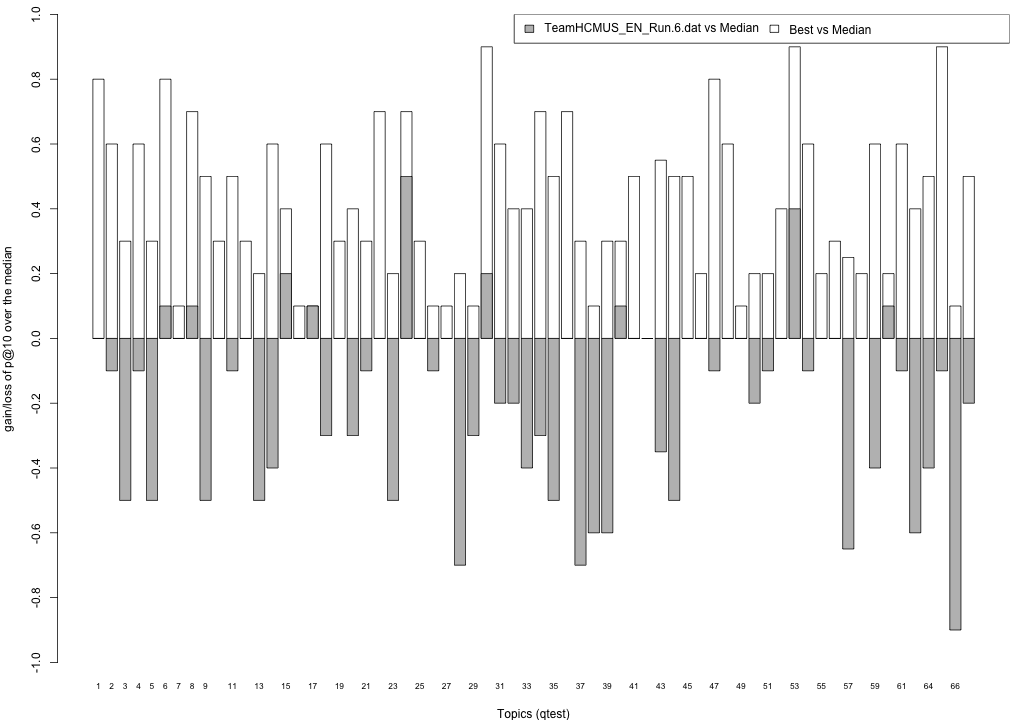 TeamHCMUS_EN_Run.6.dat vs Median Best vs Median
gain/loss of p@10 over the median
1.0
0.8
0.6
0.4
0.2
0.0
-0.2
-0.4
-0.6
-0.8
-1.0
1 2 3 4 5 6 7 8 9 11 13 15 17 19 21 23 25 27 29 31 33 35 37 39 41 43 45 47 49 51 53 55 57 59 61 64 66
Topics (qtest)